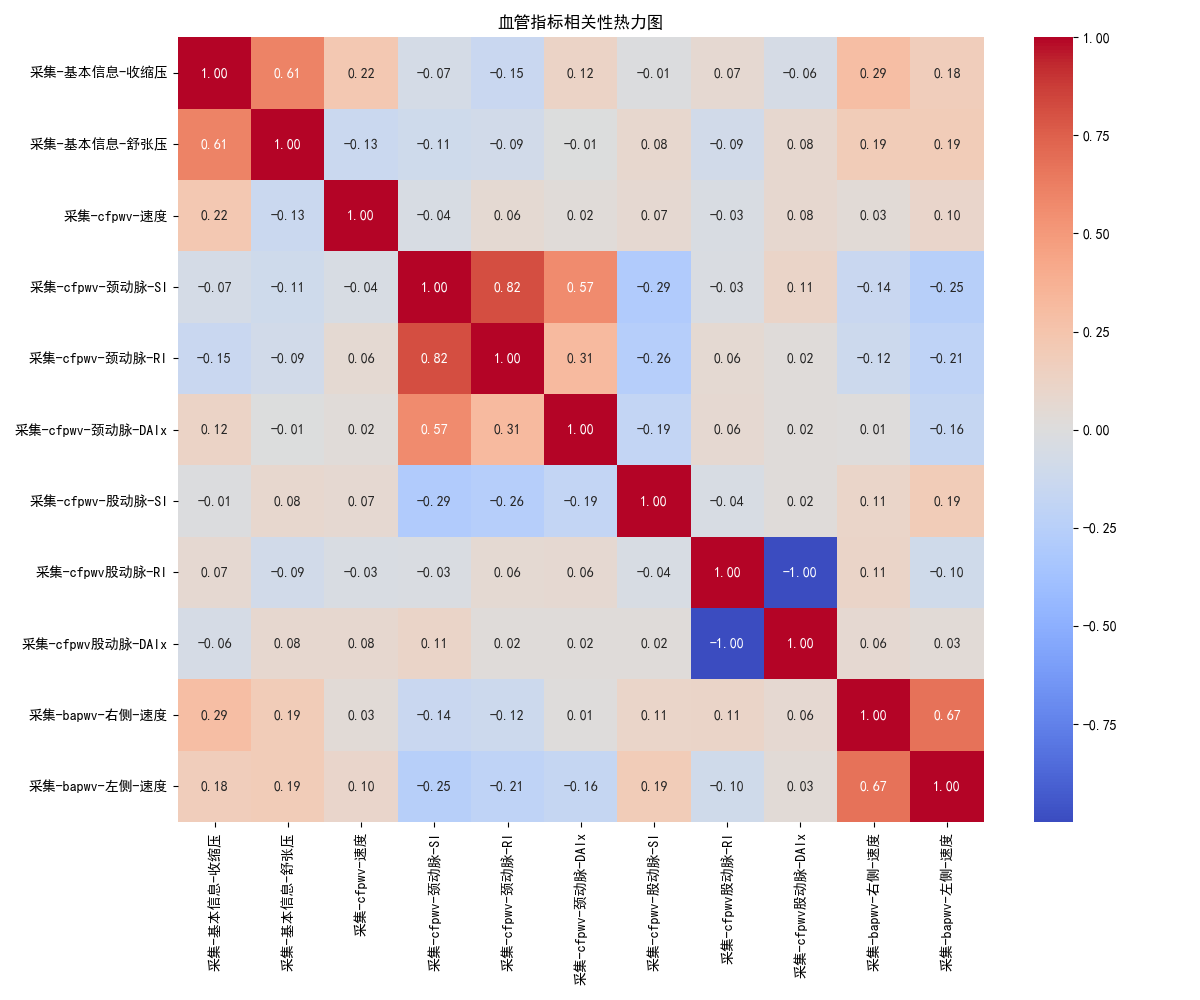 血管指标相关性热力图
采集-基本信息-收缩压 1.00 0.61 0.22 -0.07 -0.15 0.12 -0.01 0.07 -0.06 0.29 0.18
采集-基本信息-舒张压 0.61 1.00 -0.13 -0.11 -0.09 -0.01 0.08 -0.09 0.08 0.19 0.19
采集-cfpwv-速度 0.22 -0.13 1.00 -0.04 0.06 0.02 0.07 -0.03 0.08 0.03 0.10
采集-cfpwv-颈动脉-SI -0.07 -0.11 -0.04 1.00 0.82 0.57 -0.29 -0.03 0.11 -0.14 -0.25
采集-cfpwv-颈动脉-RI -0.15 -0.09 0.06 0.82 1.00 0.31 -0.26 0.06 0.02 -0.12 -0.21
采集-cfpwv-颈动脉-DAIx 0.12 -0.01 0.02 0.57 0.31 1.00 -0.19 0.06 0.02 0.01 -0.16
采集-cfpwv-股动脉-SI -0.01 0.08 0.07 -0.29 -0.26 -0.19 1.00 -0.04 0.02 0.11 0.19
采集-cfpwv股动脉-RI 0.07 -0.09 -0.03 -0.03 0.06 0.06 -0.04 1.00 -1.00 0.11 -0.10
采集-cfpwv股动脉-DAIx -0.06 0.08 0.08 0.11 0.02 0.02 0.02 -1.00 1.00 0.06 0.03
采集-bapwv-右侧-速度 0.29 0.19 0.03 -0.14 -0.12 0.01 0.11 0.11 0.06 1.00 0.67
采集-bapwv-左侧-速度 0.18 0.19 0.10 -0.25 -0.21 -0.16 0.19 -0.10 0.03 0.67 1.00
采集-基本信息-收缩压
采集-基本信息-舒张压
采集-cfpwv-速度
采集-cfpwv-颈动脉-SI
采集-cfpwv-颈动脉-RI
采集-cfpwv-颈动脉-DAIx
采集-cfpwv-股动脉-SI
采集-cfpwv股动脉-RI
采集-cfpwv股动脉-DAIx
采集-bapwv-右侧-速度
采集-bapwv-左侧-速度
1.00
0.75
0.50
0.25
0.00
-0.25
-0.50
-0.75